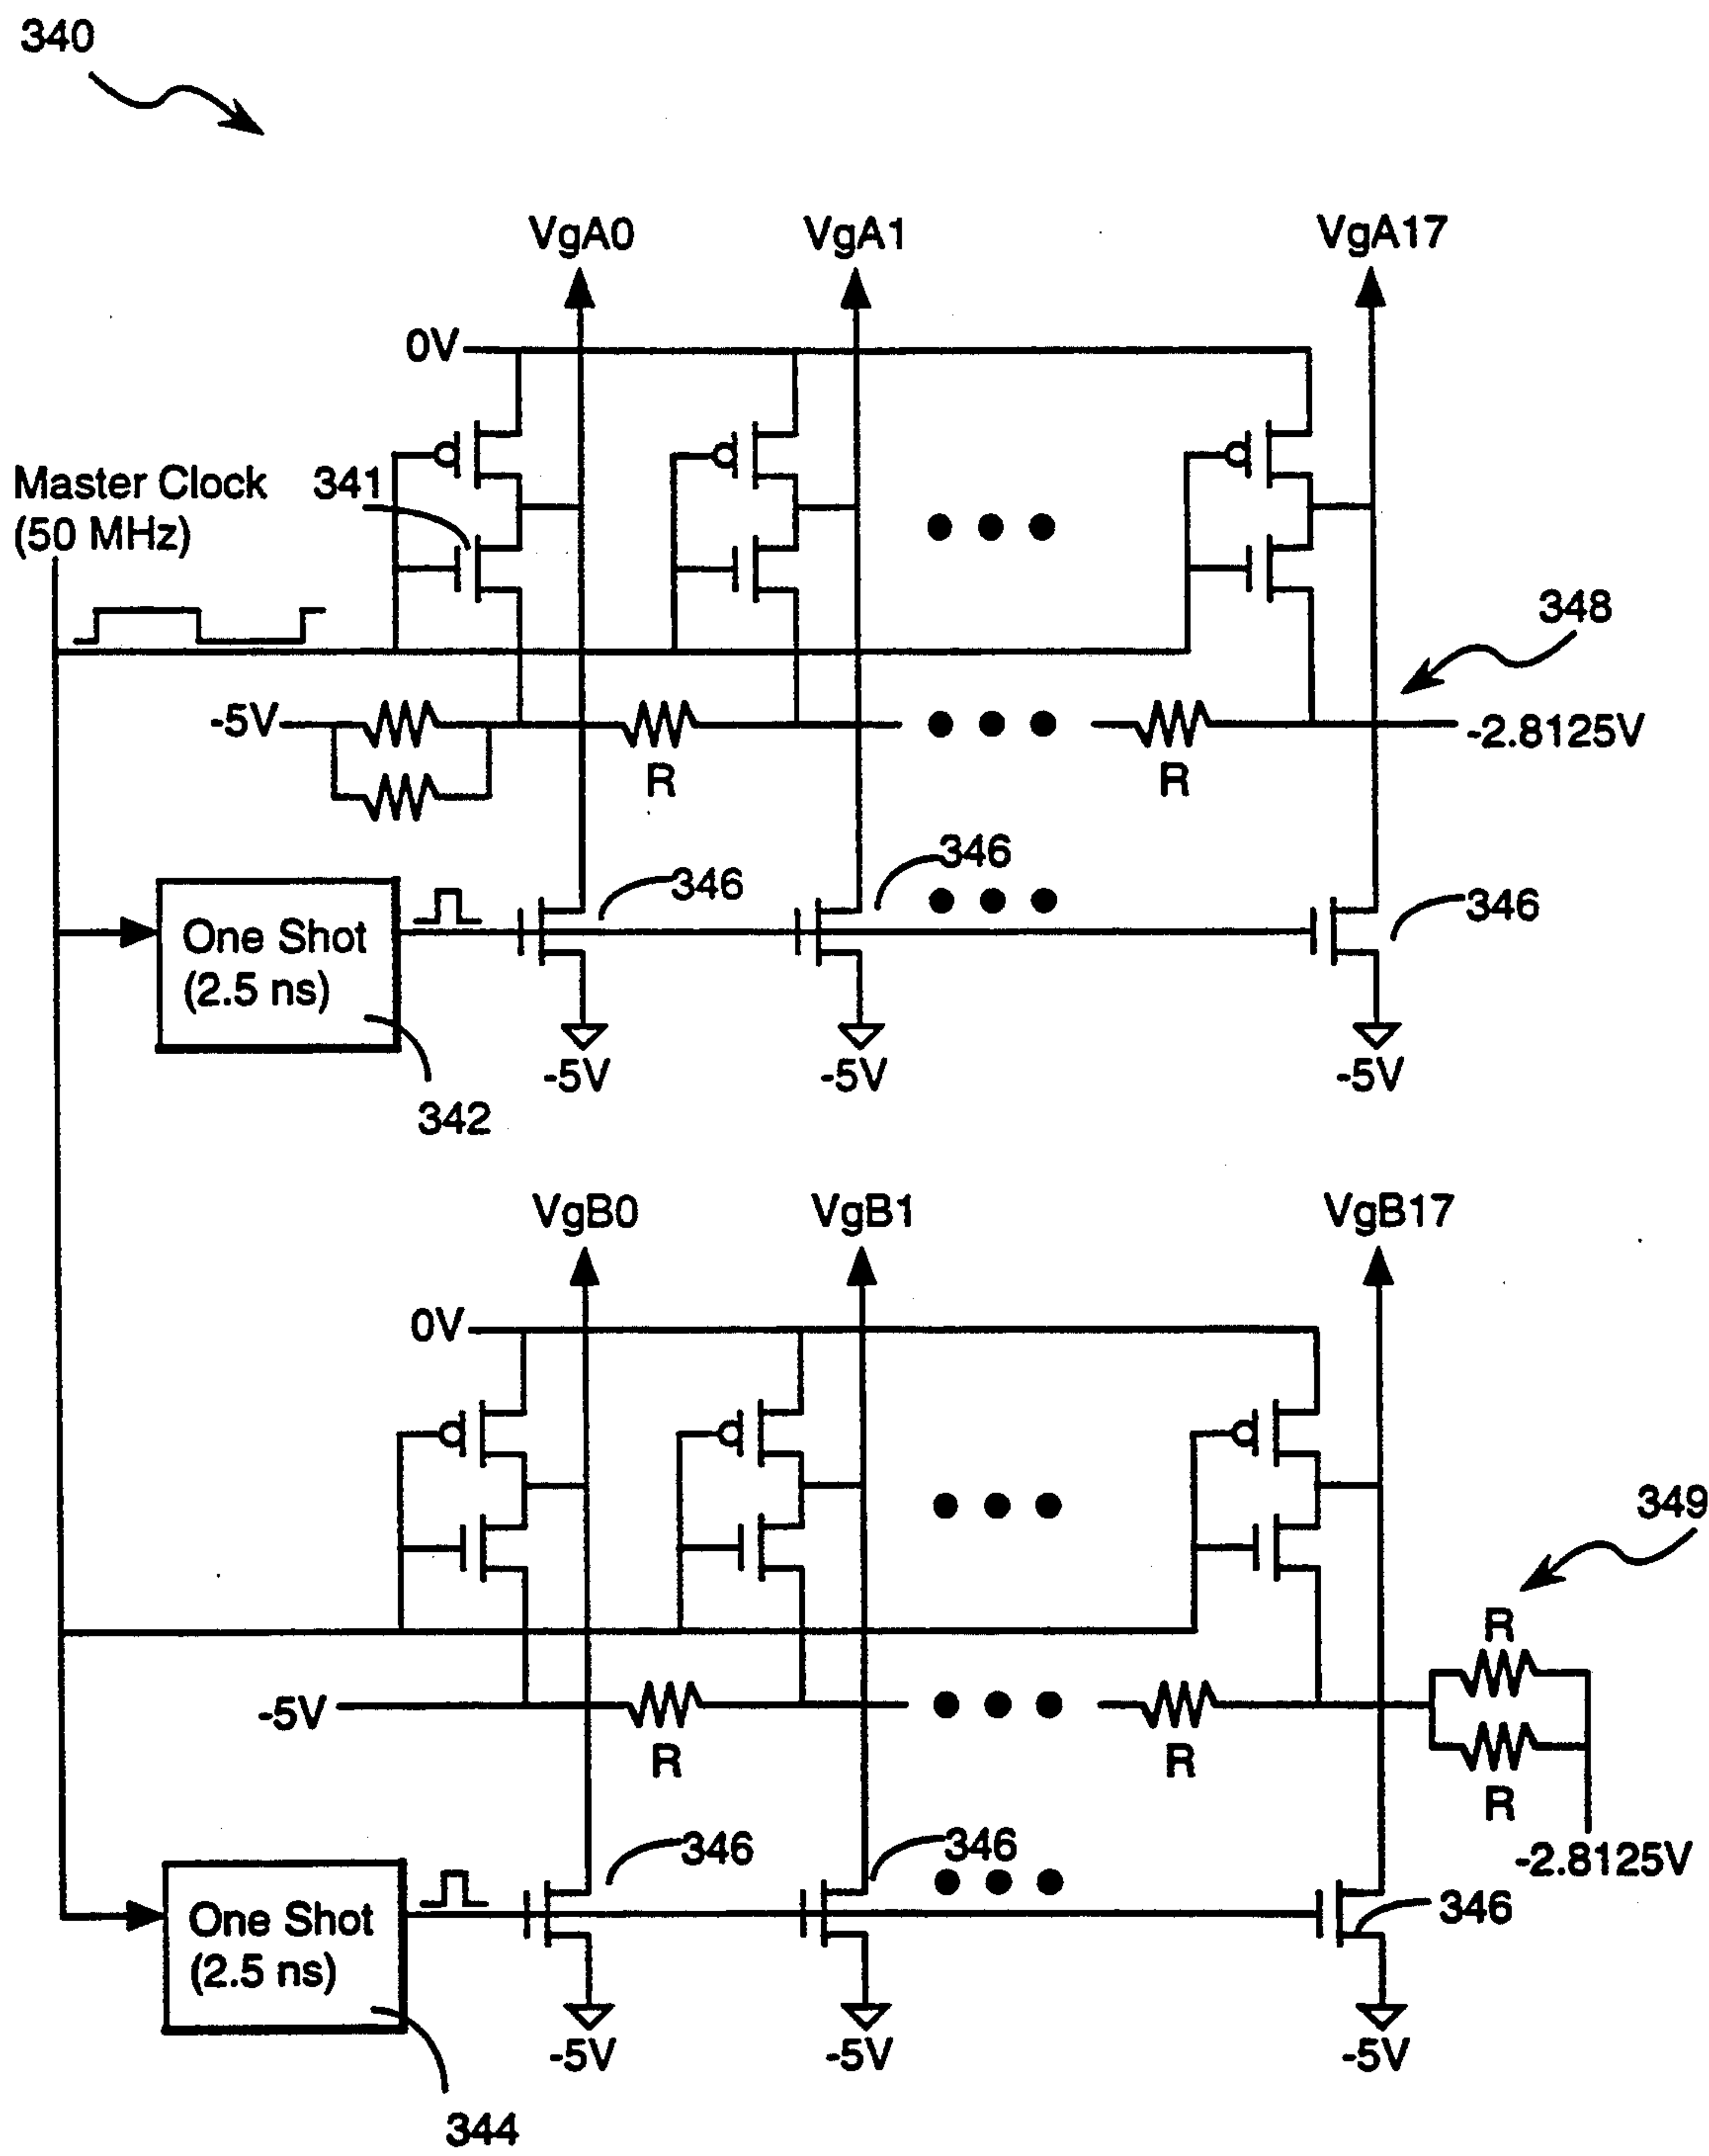 340
VgA0 VgA1 VgA17
0V
Master Clock 341
(50 MHz)
348
-5V -2.8125V
R R
346 346 346
One Shot
(2.5 ns)
-5V -5V -5V
342
VgB0 VgB1 VgB17
0V
349
R
-5V
R R R
-2.8125V
346 346 346
One Shot
(2.5 ns)
-5V -5V -5V
344